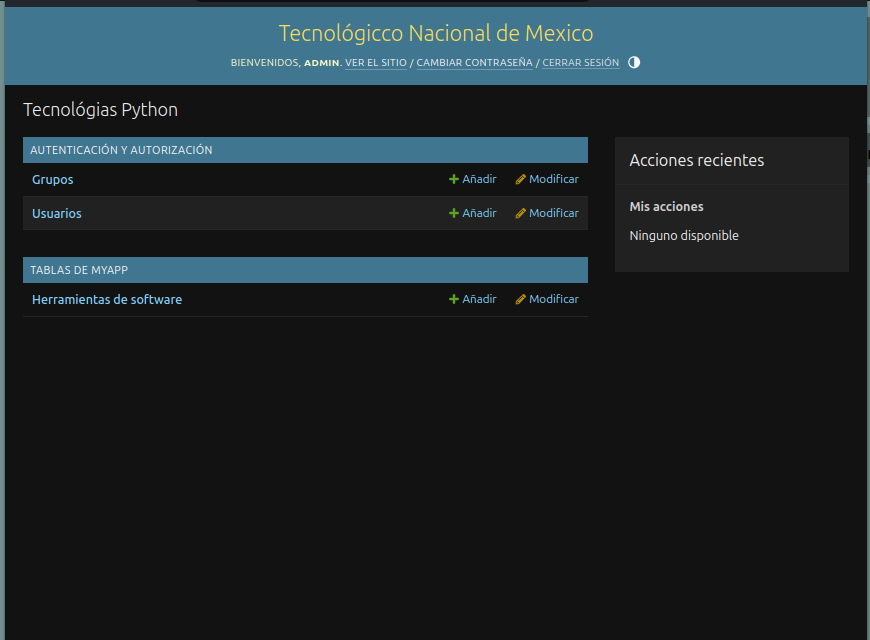 Tecnológicco Nacional de Mexico
BIENVENIDOS, ADMIN. VER EL SITIO / CAMBIAR CONTRASEÑA / CERRAR SESIÓN
Tecnológias Python
AUTENTICACIÓN Y AUTORIZACIÓN
Grupos Añadir Modificar
Usuarios Añadir Modificar
TABLAS DE MYAPP
Herramientas de software Añadir Modificar
Acciones recientes
Mis acciones
Ninguno disponible